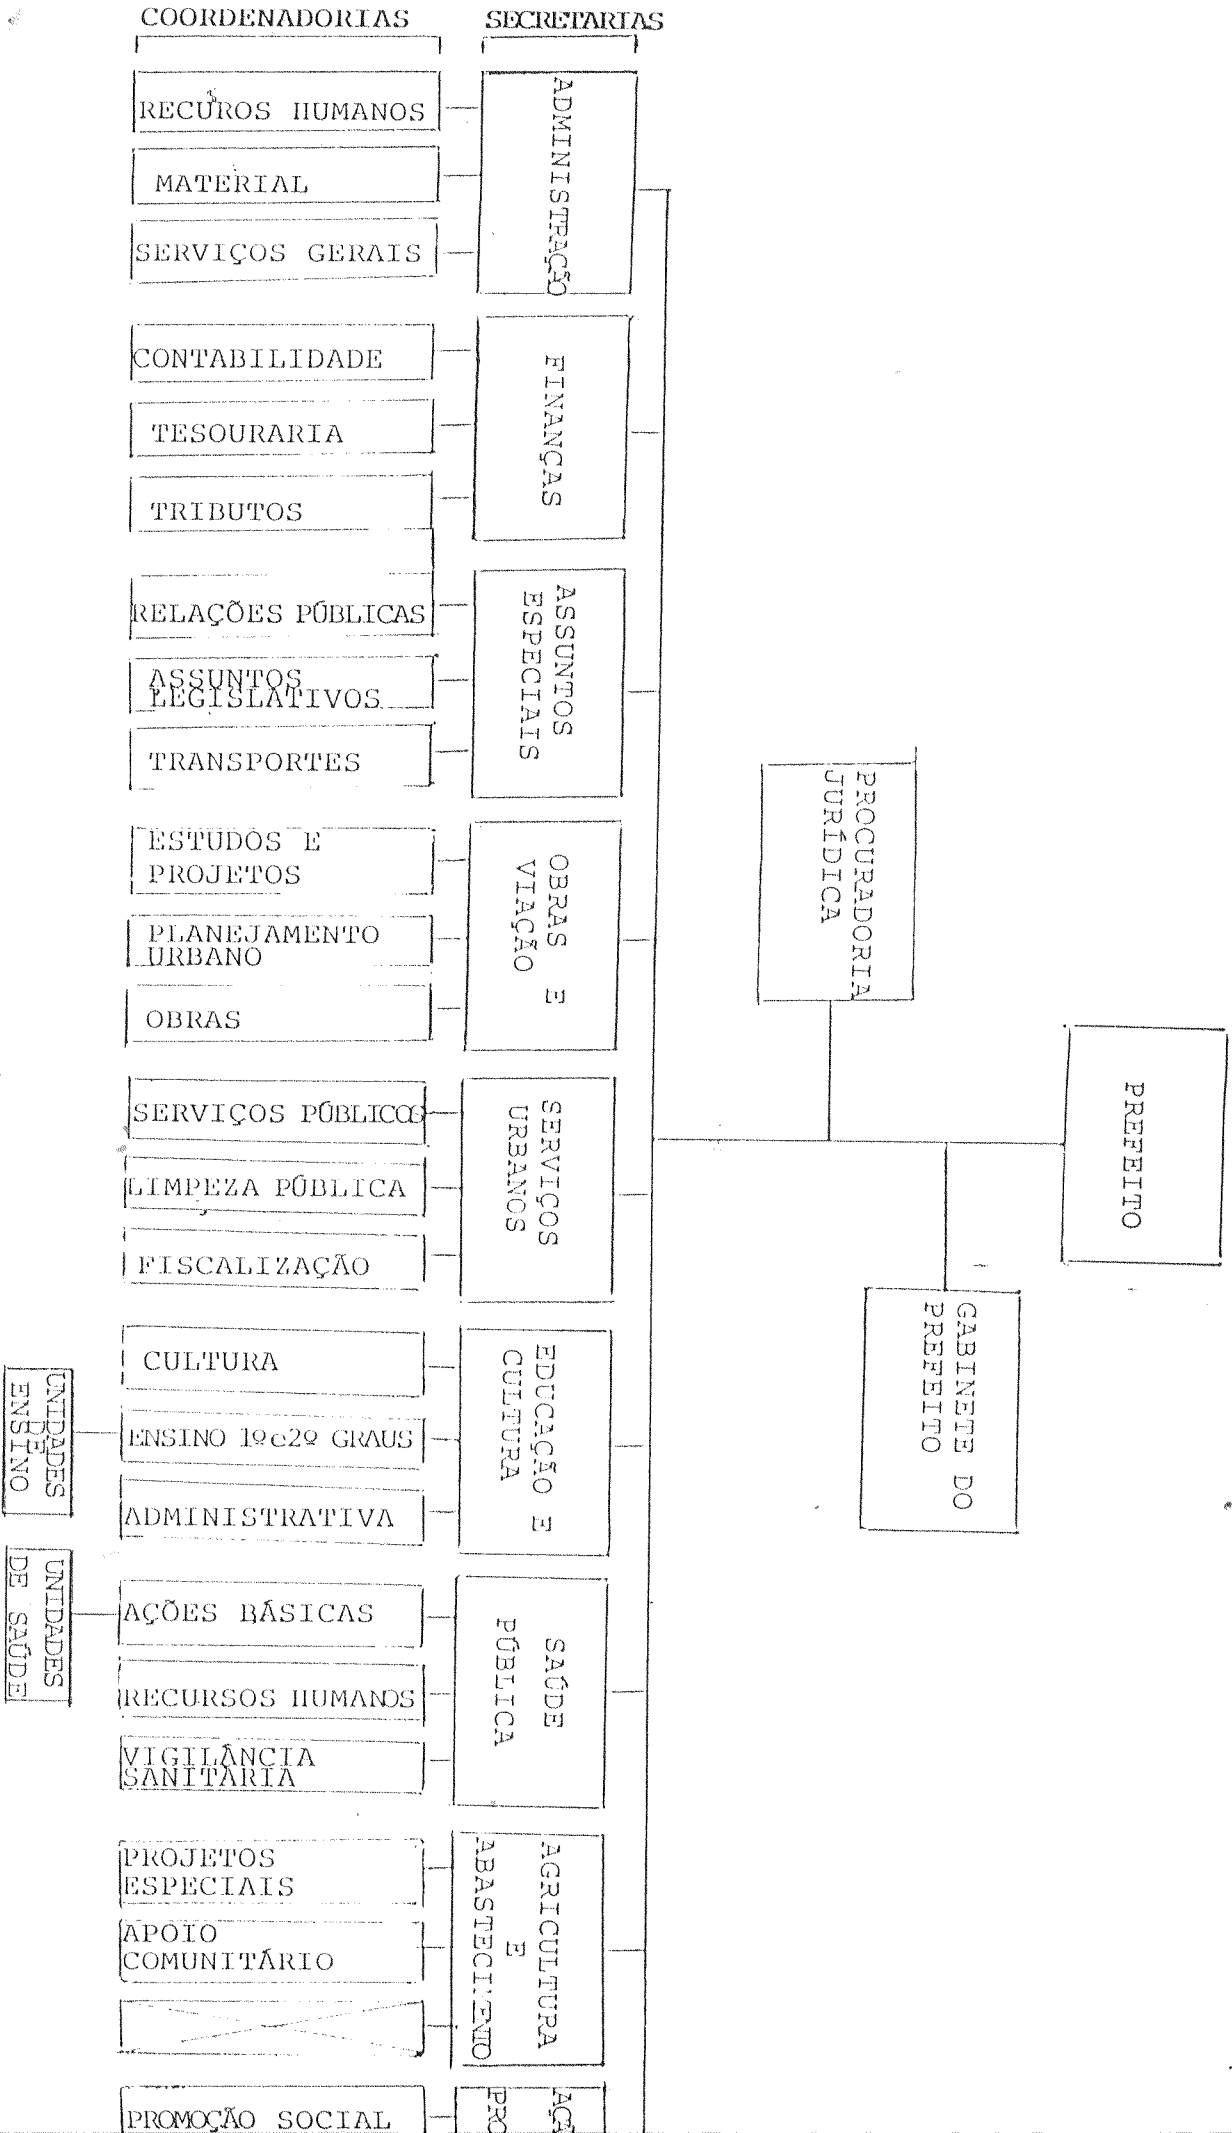 COORDENADORIAS
SECRETARIAS
ADMINISTRAÇÃO
RECUROS HUMANOS
MATERIAL
SERVIÇOS GERAIS
FINANÇAS
CONTABILIDADE
TESOURARIA
TRIBUTOS
ASSUNTOS
ESPECIAIS
RELAÇÕES PÚBLICAS
ASSUNTOS
LEGISLATIVOS
TRANSPORTES
OBRAS E
VIAÇÃO
ESTUDOS E
PROJETOS
PLANEJAMENTO
URBANO
OBRAS
SERVIÇOS
URBANOS
SERVIÇOS PÚBLICOS
LIMPEZA PÚBLICA
FISCALIZAÇÃO
EDUCAÇÃO E
CULTURA
CULTURA
ENSINO 1º e 2º GRAUS
ADMINISTRATIVA
UNIDADES
DE
ENSINO
SAÚDE
PÚBLICA
AÇÕES BÁSICAS
RECURSOS HUMANOS
VIGILÂNCIA
SANITÁRIA
UNIDADES
DE SAÚDE
AGRICULTURA
E
ABASTECIMENTO
PROJETOS
ESPECIAIS
APOIO
COMUNITÁRIO
PROMOÇÃO SOCIAL
PROCURADORIA
JURÍDICA
PREFEITO
GABINETE DO
PREFEITO